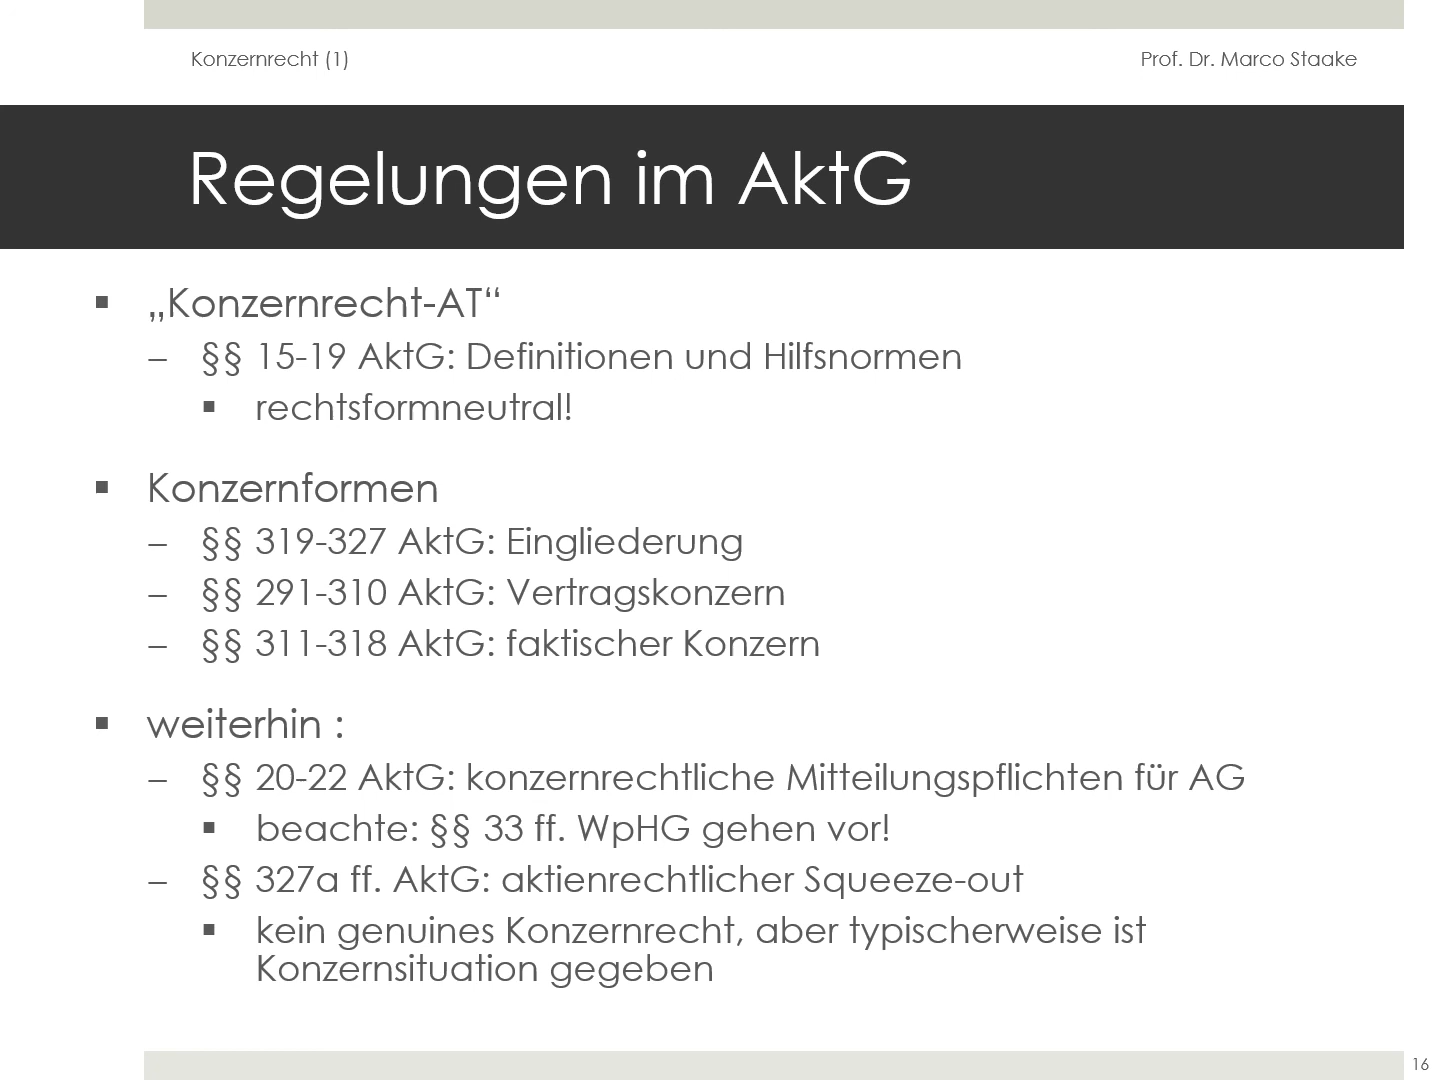 Konzernrecht (1)
Prof. Dr. Marco Staake
Regelungen im AktG
▪ „Konzernrecht-AT“
– §§ 15-19 AktG: Definitionen und Hilfsnormen
▪ rechtsformneutral!
▪ Konzernformen
– §§ 319-327 AktG: Eingliederung
– §§ 291-310 AktG: Vertragskonzern
– §§ 311-318 AktG: faktischer Konzern
▪ weiterhin :
– §§ 20-22 AktG: konzernrechtliche Mitteilungspflichten für AG
▪ beachte: §§ 33 ff. WpHG gehen vor!
– §§ 327a ff. AktG: aktienrechtlicher Squeeze-out
▪ kein genuines Konzernrecht, aber typischerweise ist
Konzernsituation gegeben
16